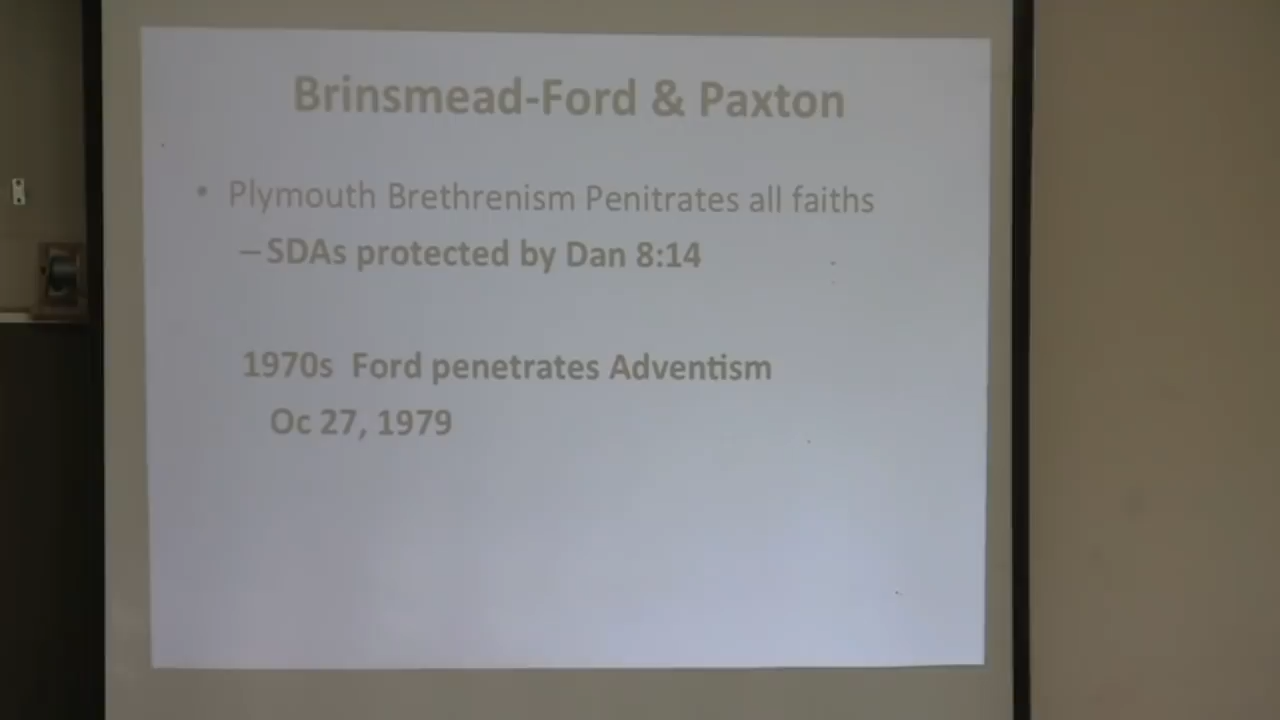 Brinsmead-Ford & Paxton
• Plymouth Brethrenism Penitrates all faiths
– SDAs protected by Dan 8:14
1970s Ford penetrates Adventism
Oc 27, 1979